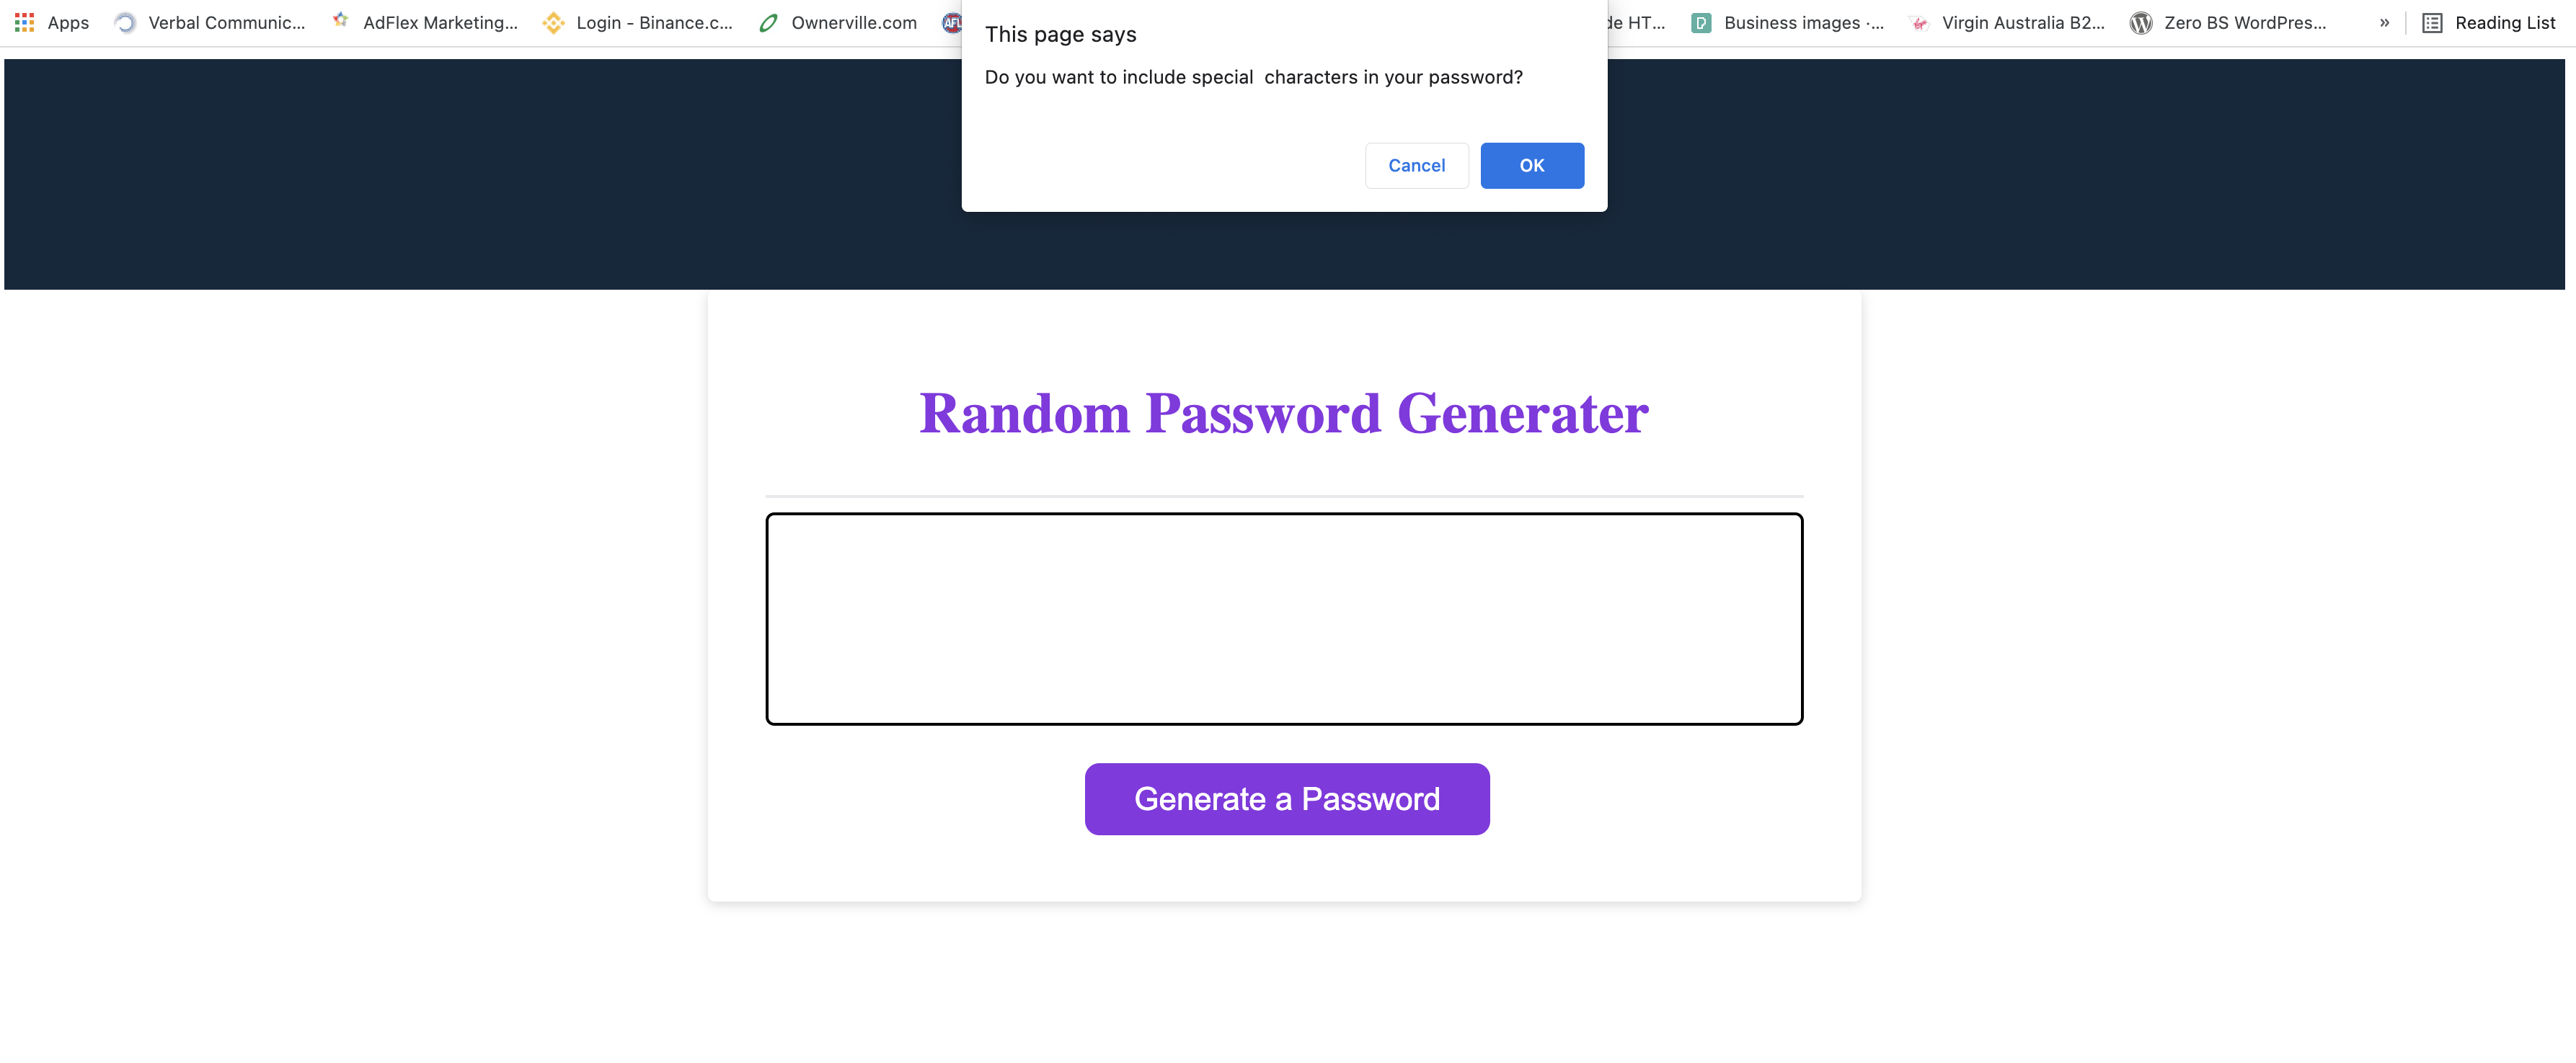 Apps Verbal Communic... AdFlex Marketing... Login - Binance.c... Ownerville.com AFL de HT... Business images ·... Virgin Australia B2... Zero BS WordPres... » Reading List
This page says
Do you want to include special  characters in your password?
Cancel OK
Random Password Generater
Generate a Password